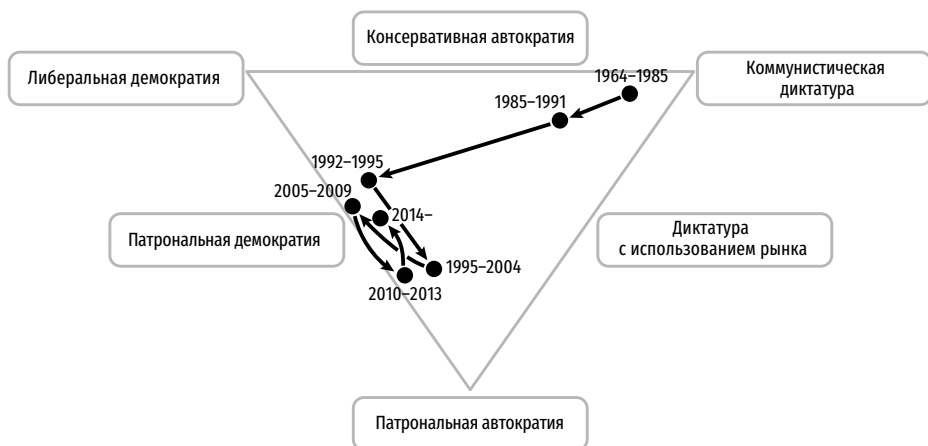 Консервативная автократия
Либеральная демократия
Коммунистическая
диктатура
1964–1985
1985–1991
1992–1995
2005–2009
2014–
Патрональная демократия
Диктатура
с использованием рынка
1995–2004
2010–2013
Патрональная автократия